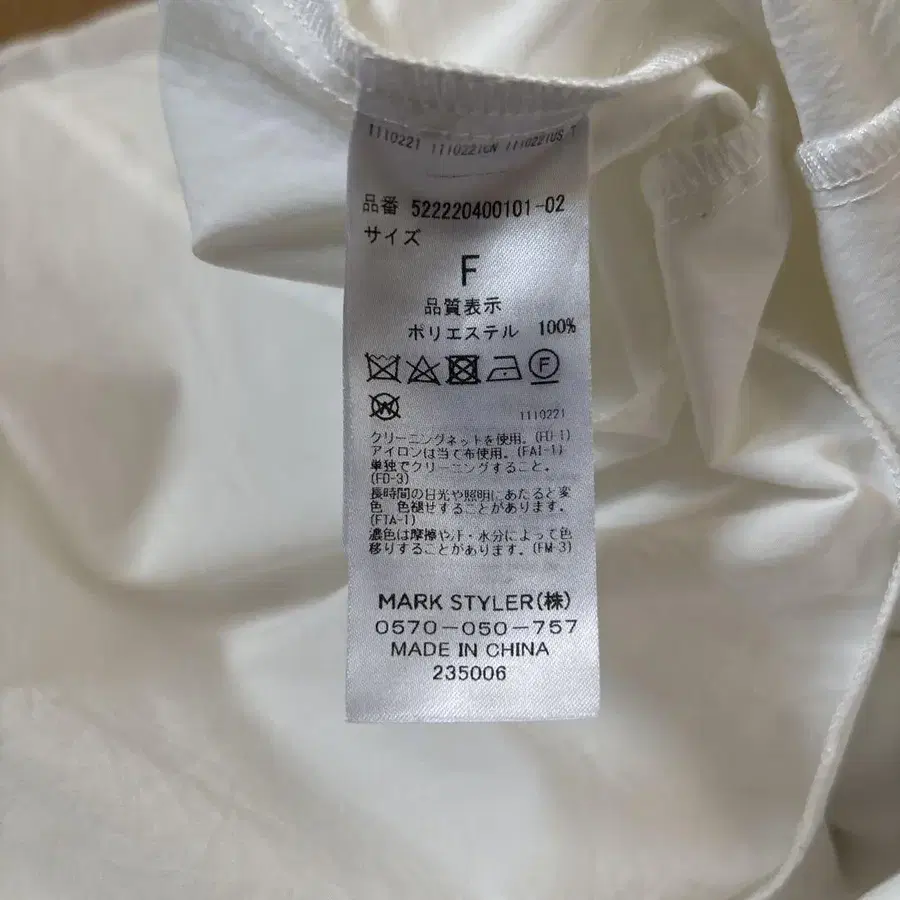 1110221 1110221CN 1110221US T
品番 522220400101-02
サイズ
F
品質表示
ポリエステル 100%
F
W
1110221
クリーニングネットを使用。(FD-1)
アイロンは当て布使用。(FAI-1)
単独でクリーニングすること。
(FD-3)
長時間の日光や照明にあたると変
色 色褪せすることがあります。
(FTA-1)
濃色は摩擦や汗・水分によって色
移りすることがあります。(FM-3)
MARK STYLER(株)
0570-050-757
MADE IN CHINA
235006